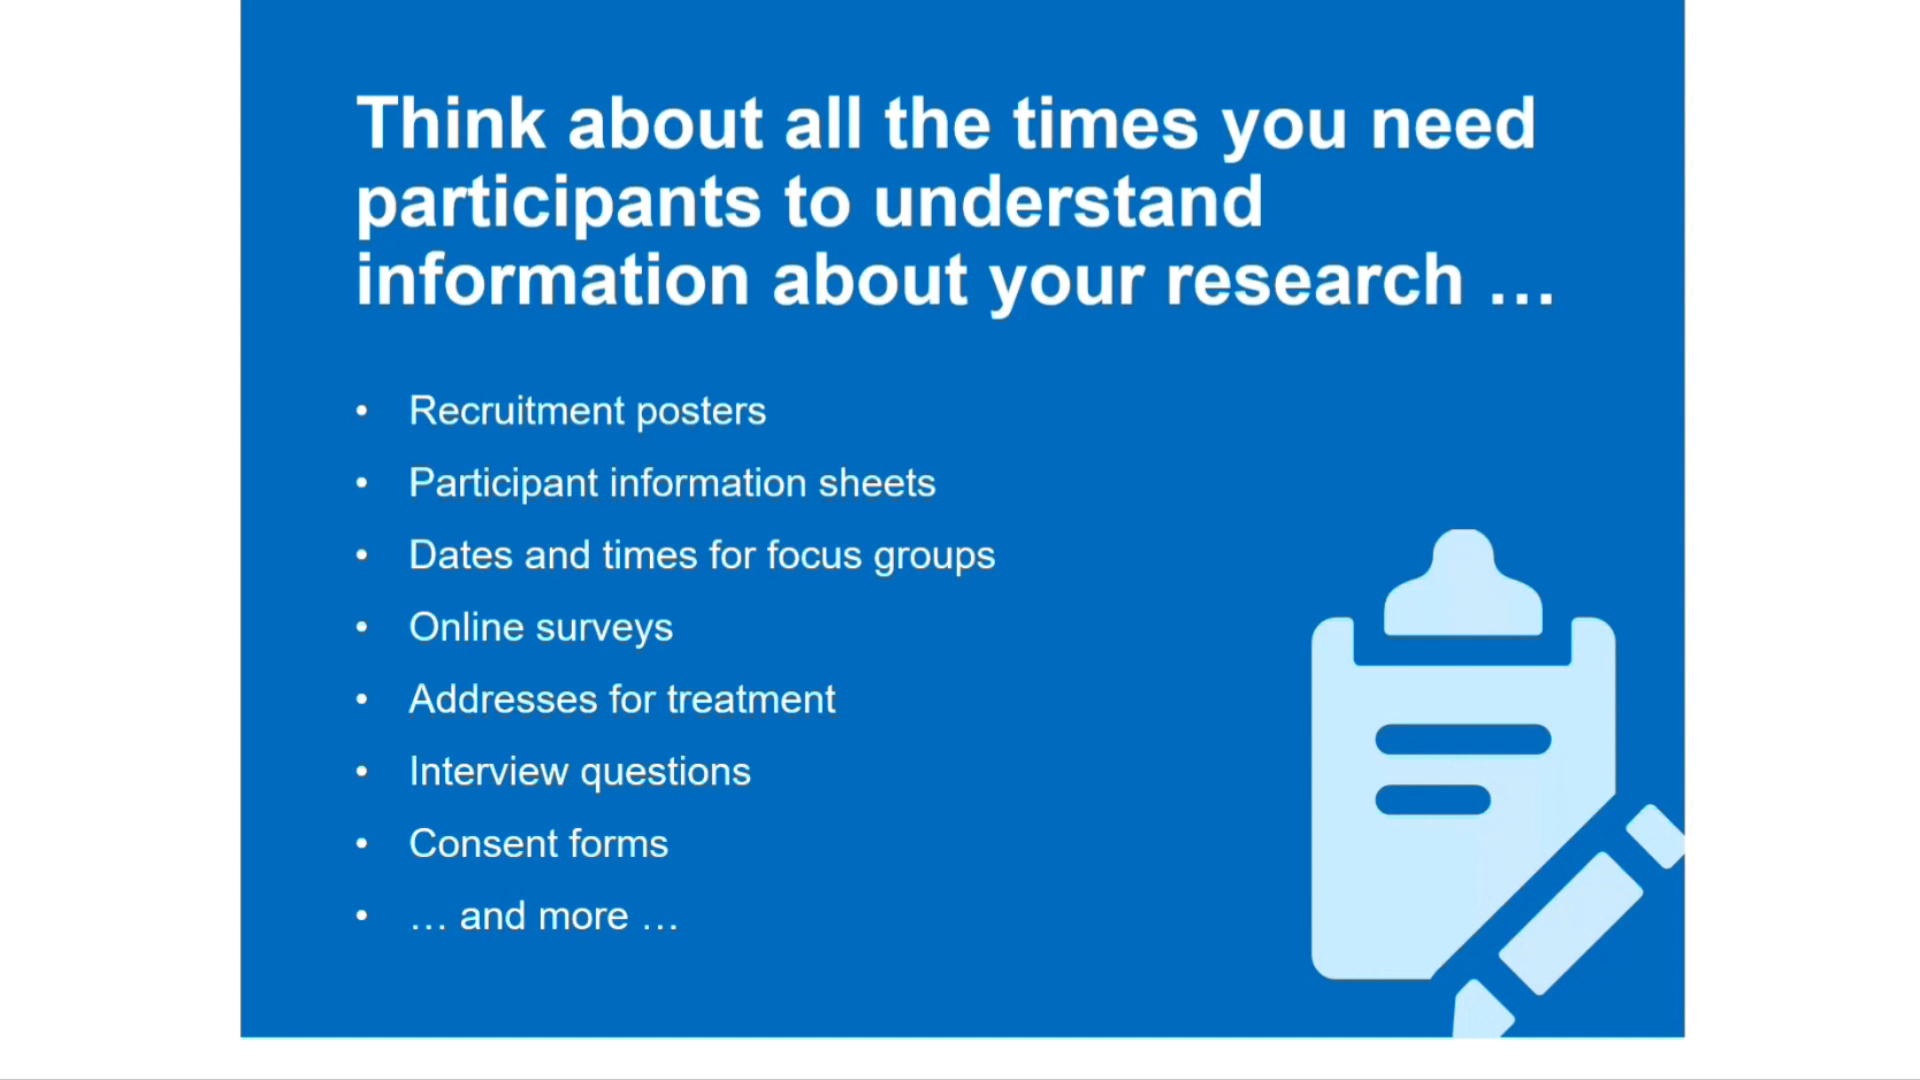 Think about all the times you need
participants to understand
information about your research …
• Recruitment posters
• Participant information sheets
• Dates and times for focus groups
• Online surveys
• Addresses for treatment
• Interview questions
• Consent forms
• … and more …